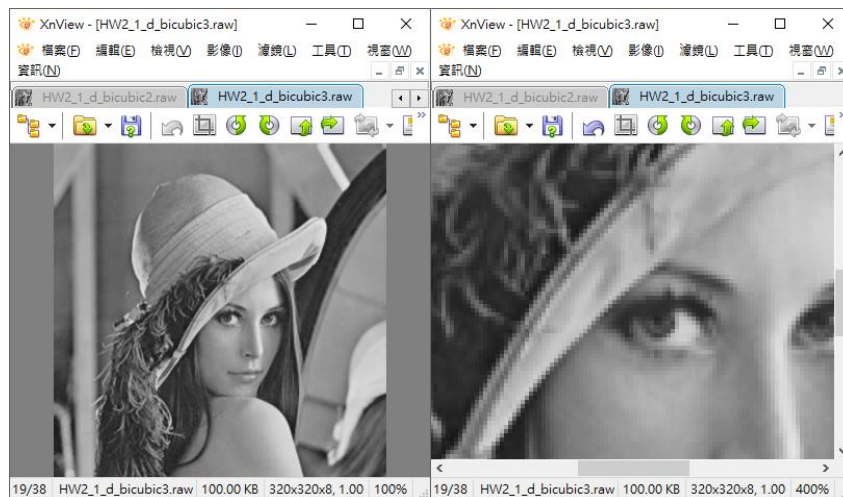 XnView - [HW2_1_d_bicubic3.raw]
檔案(F) 編輯(E) 檢視(V) 影像(I) 濾鏡(L) 工具(T) 視窗(W)
資訊(N)
HW2_1_d_bicubic2.raw HW2_1_d_bicubic3.raw
19/38 HW2_1_d_bicubic3.raw 100.00 KB 320x320x8, 1.00 100%
XnView - [HW2_1_d_bicubic3.raw]
檔案(F) 編輯(E) 檢視(V) 影像(I) 濾鏡(L) 工具(T) 視窗(W)
資訊(N)
HW2_1_d_bicubic2.raw HW2_1_d_bicubic3.raw
19/38 HW2_1_d_bicubic3.raw 100.00 KB 320x320x8, 1.00 400%